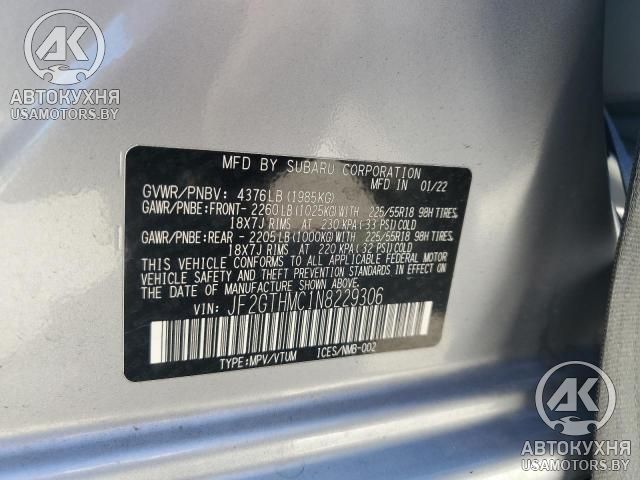 АВТОКУХНЯ
USAMOTORS.BY
MFD BY SUBARU CORPORATION
MFD IN 01/22
GVWR/PNBV: 4376LB(1985KG)
GAWR/PNBE:FRONT- 2260LB(1025KG)WITH 225/55R18 98H TIRES,
18X7J RIMS AT 230 KPA(33 PSI)COLD
GAWR/PNBE:REAR - 2205LB(1000KG)WITH 225/55R18 98H TIRES,
18X7J RIMS AT 220 KPA(32 PSI)COLD
THIS VEHICLE CONFORMS TO ALL APPLICABLE FEDERAL MOTOR
VEHICLE SAFETY AND THEFT PREVENTION STANDARDS IN
EFFECT ON THE DATE OF MANUFACTURE SHOWN ABOVE.
VIN: JF2GTHMC1N8229306
TYPE:MPV/VTUM ICES/NMB-002
АВТОКУХНЯ
USAMOTORS.BY